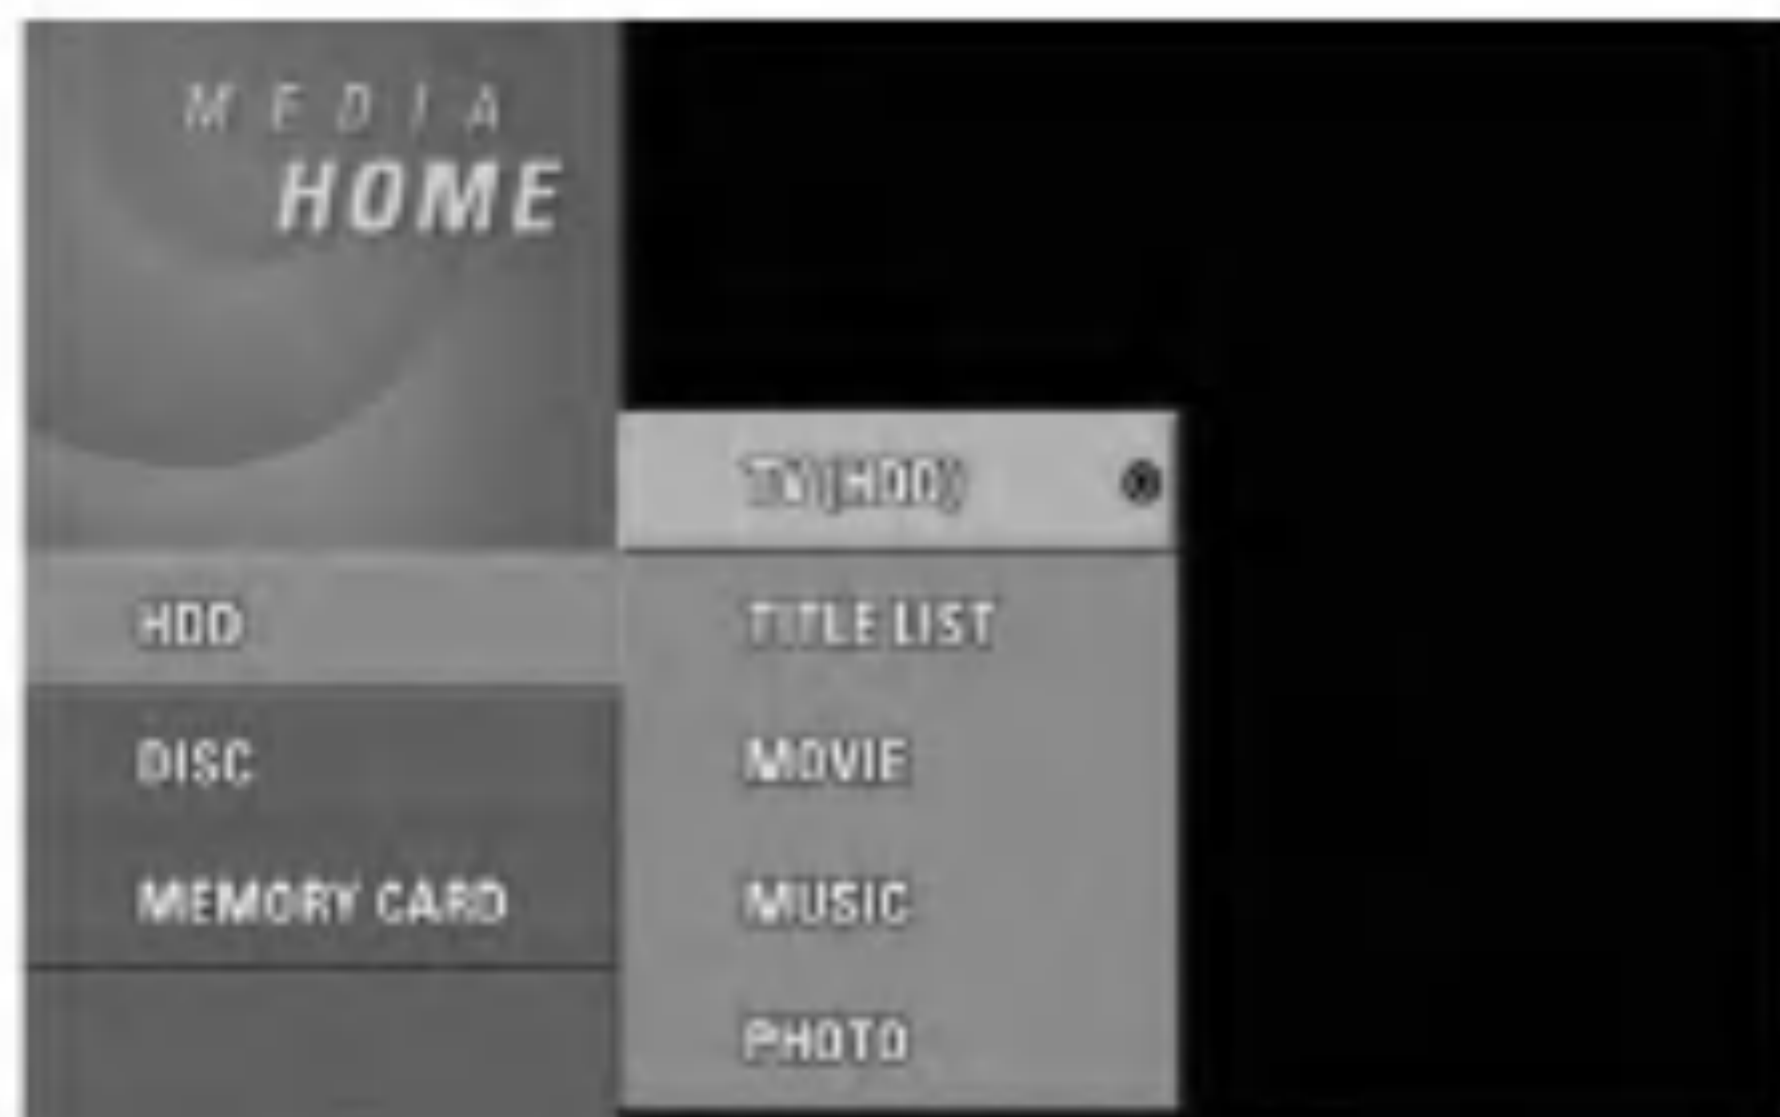 MEDIA
HOME
HDD
DISC
MEMORY CARD
TV (HDD)
TITLE LIST
MOVIE
MUSIC
PHOTO